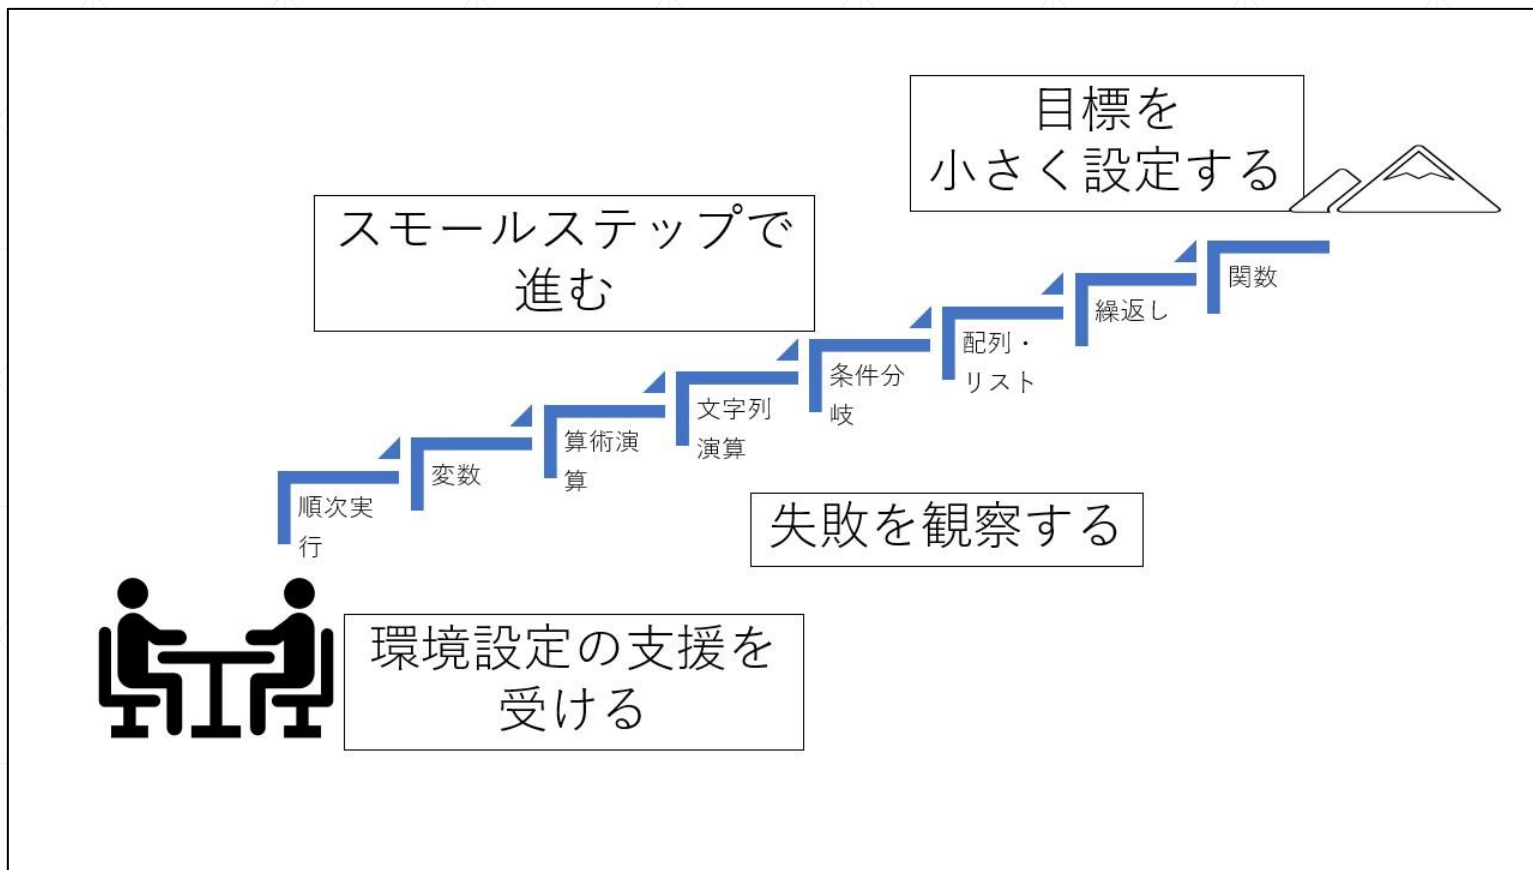 目標を
小さく設定する
スモールステップで
進む
関数
繰返し
配列・
リスト
条件分
岐
文字列
演算
算術演
算
変数
順次実
行
失敗を観察する
環境設定の支援を
受ける